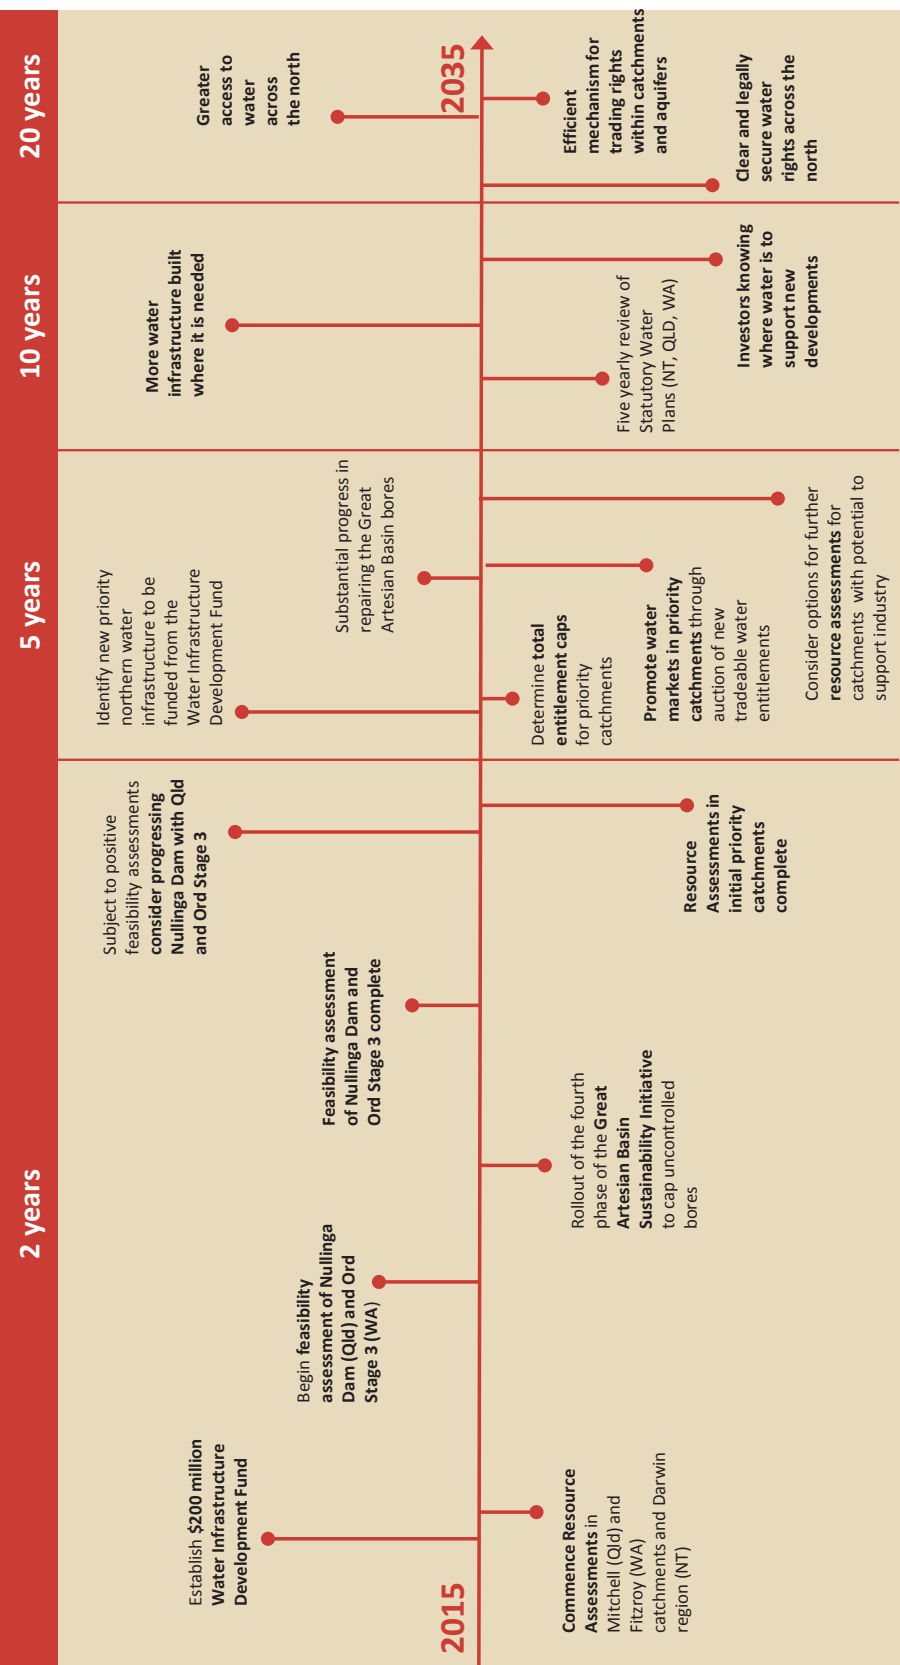 2 years
5 years
10 years
20 years
2015
2035
Establish $200 million
Water Infrastructure
Development Fund
Begin feasibility
assessment of Nullinga
Dam (Qld) and Ord
Stage 3 (WA)
Feasibility assessment
of Nullinga Dam and
Ord Stage 3 complete
Subject to positive
feasibility assessments
consider progressing
Nullinga Dam with Qld
and Ord Stage 3
Identify new priority
northern water
infrastructure to be
funded from the
Water Infrastructure
Development Fund
Substantial progress in
repairing the Great
Artesian Basin bores
More water
infrastructure built
where it is needed
Greater
access to
water
across
the north
Commence Resource
Assessments in
Mitchell (Qld) and
Fitzroy (WA)
catchments and Darwin
region (NT)
Rollout of the fourth
phase of the Great
Artesian Basin
Sustainability Initiative
to cap uncontrolled
bores
Resource
Assessments in
initial priority
catchments
complete
Determine total
entitlement caps
for priority
catchments
Promote water
markets in priority
catchments through
auction of new
tradeable water
entitlements
Consider options for further
resource assessments for
catchments with potential to
support industry
Five yearly review of
Statutory Water
Plans (NT, QLD, WA)
Investors knowing
where water is to
support new
developments
Efficient
mechanism for
trading rights
within catchments
and aquifers
Clear and legally
secure water
rights across the
north